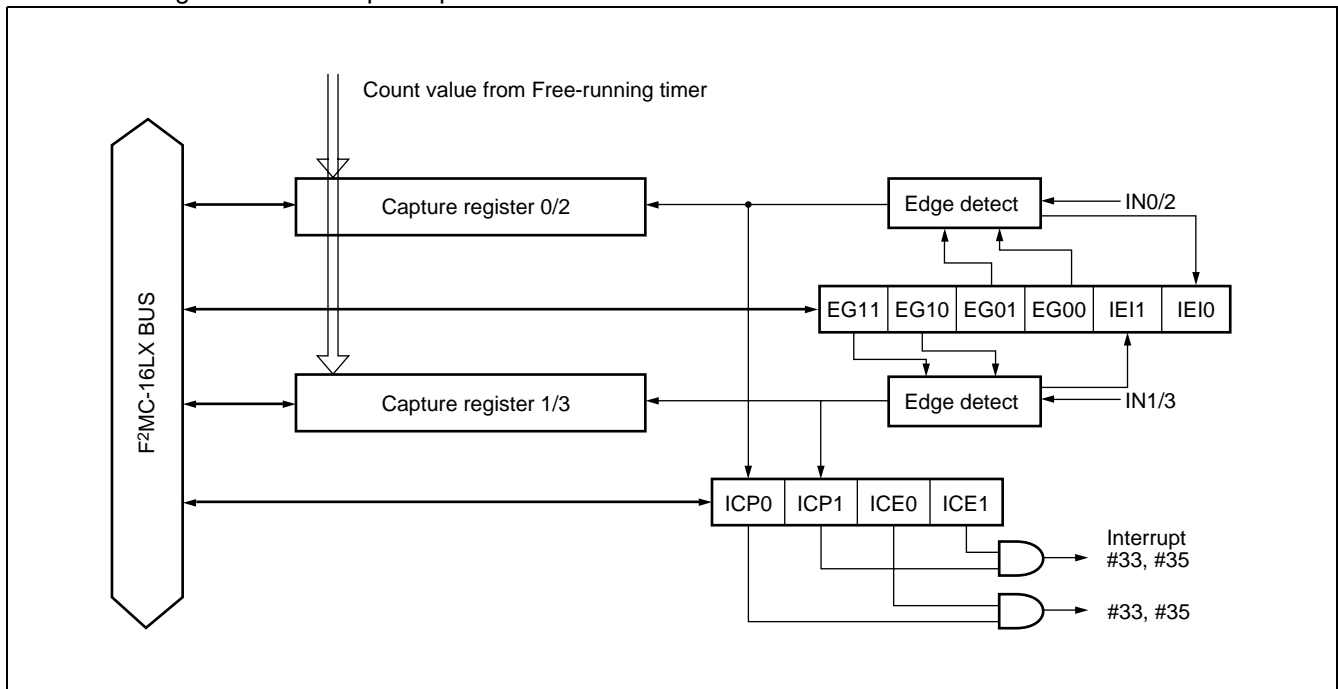 Count value from Free-running timer
Capture register 0/2
Edge detect
IN0/2
F²MC-16LX BUS
EG11 EG10 EG01 EG00 IEI1 IEI0
Capture register 1/3
Edge detect
IN1/3
ICP0 ICP1 ICE0 ICE1
Interrupt
#33, #35
#33, #35